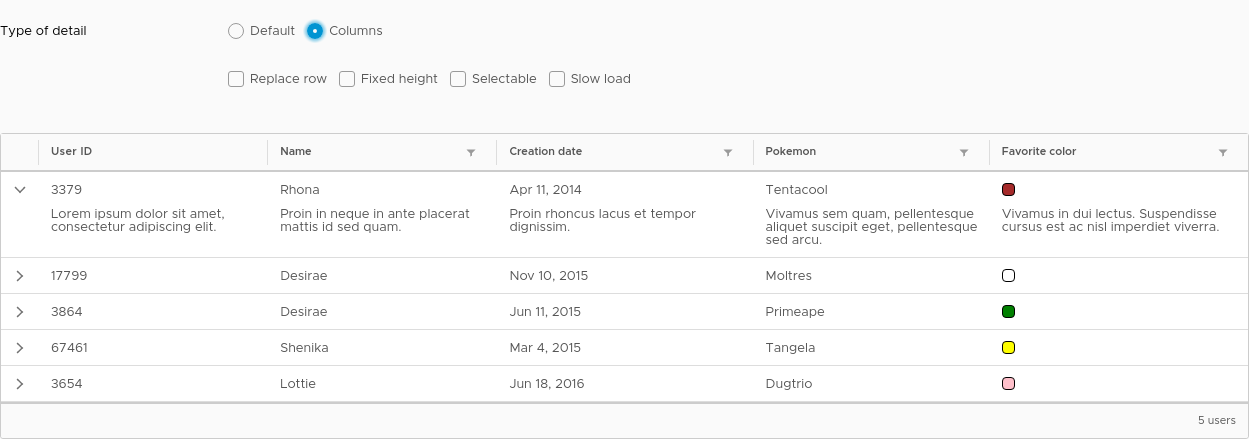 Type of detail Default Columns
Replace row Fixed height Selectable Slow load
User ID Name Creation date Pokemon Favorite color
3379 Rhona Apr 11, 2014 Tentacool
Lorem ipsum dolor sit amet, Proin in neque in ante placerat Proin rhoncus lacus et tempor Vivamus sem quam, pellentesque Vivamus in dui lectus. Suspendisse
consectetur adipiscing elit. mattis id sed quam. dignissim. aliquet suscipit eget, pellentesque cursus est ac nisl imperdiet viverra.
sed arcu.
17799 Desirae Nov 10, 2015 Moltres
3864 Desirae Jun 11, 2015 Primeape
67461 Shenika Mar 4, 2015 Tangela
3654 Lottie Jun 18, 2016 Dugtrio
5 users